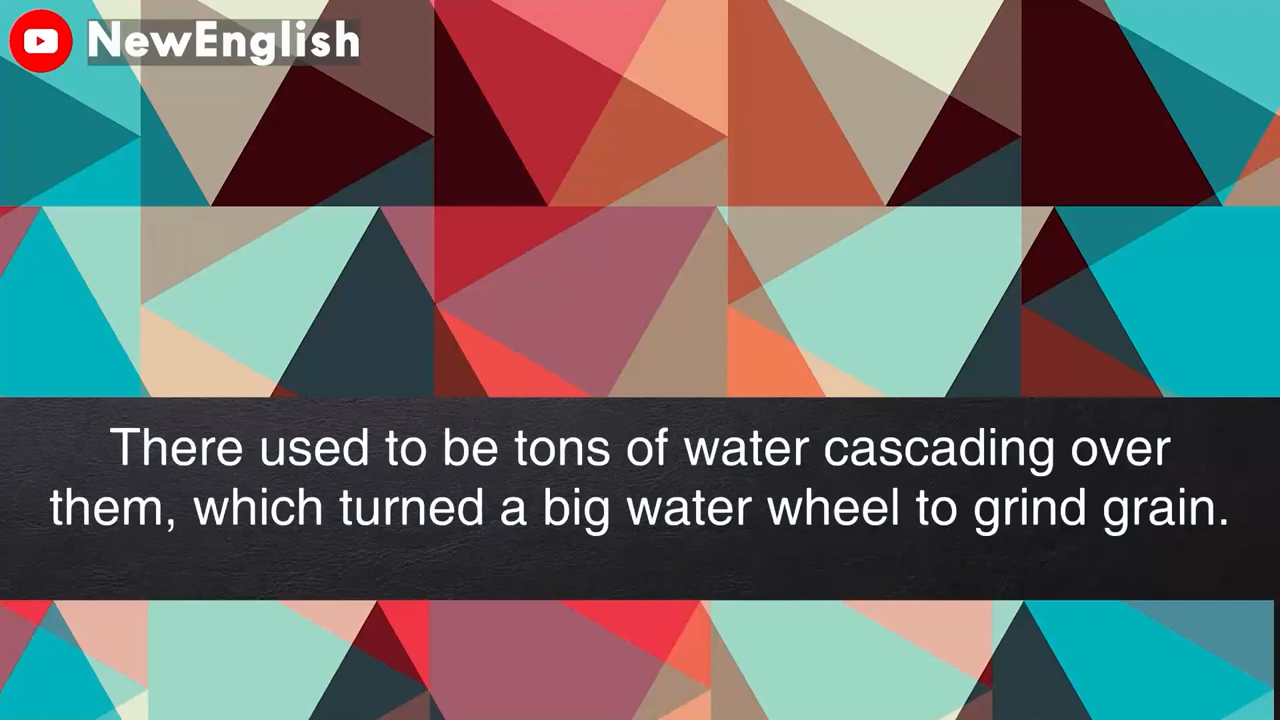 NewEnglish
There used to be tons of water cascading over
them, which turned a big water wheel to grind grain.